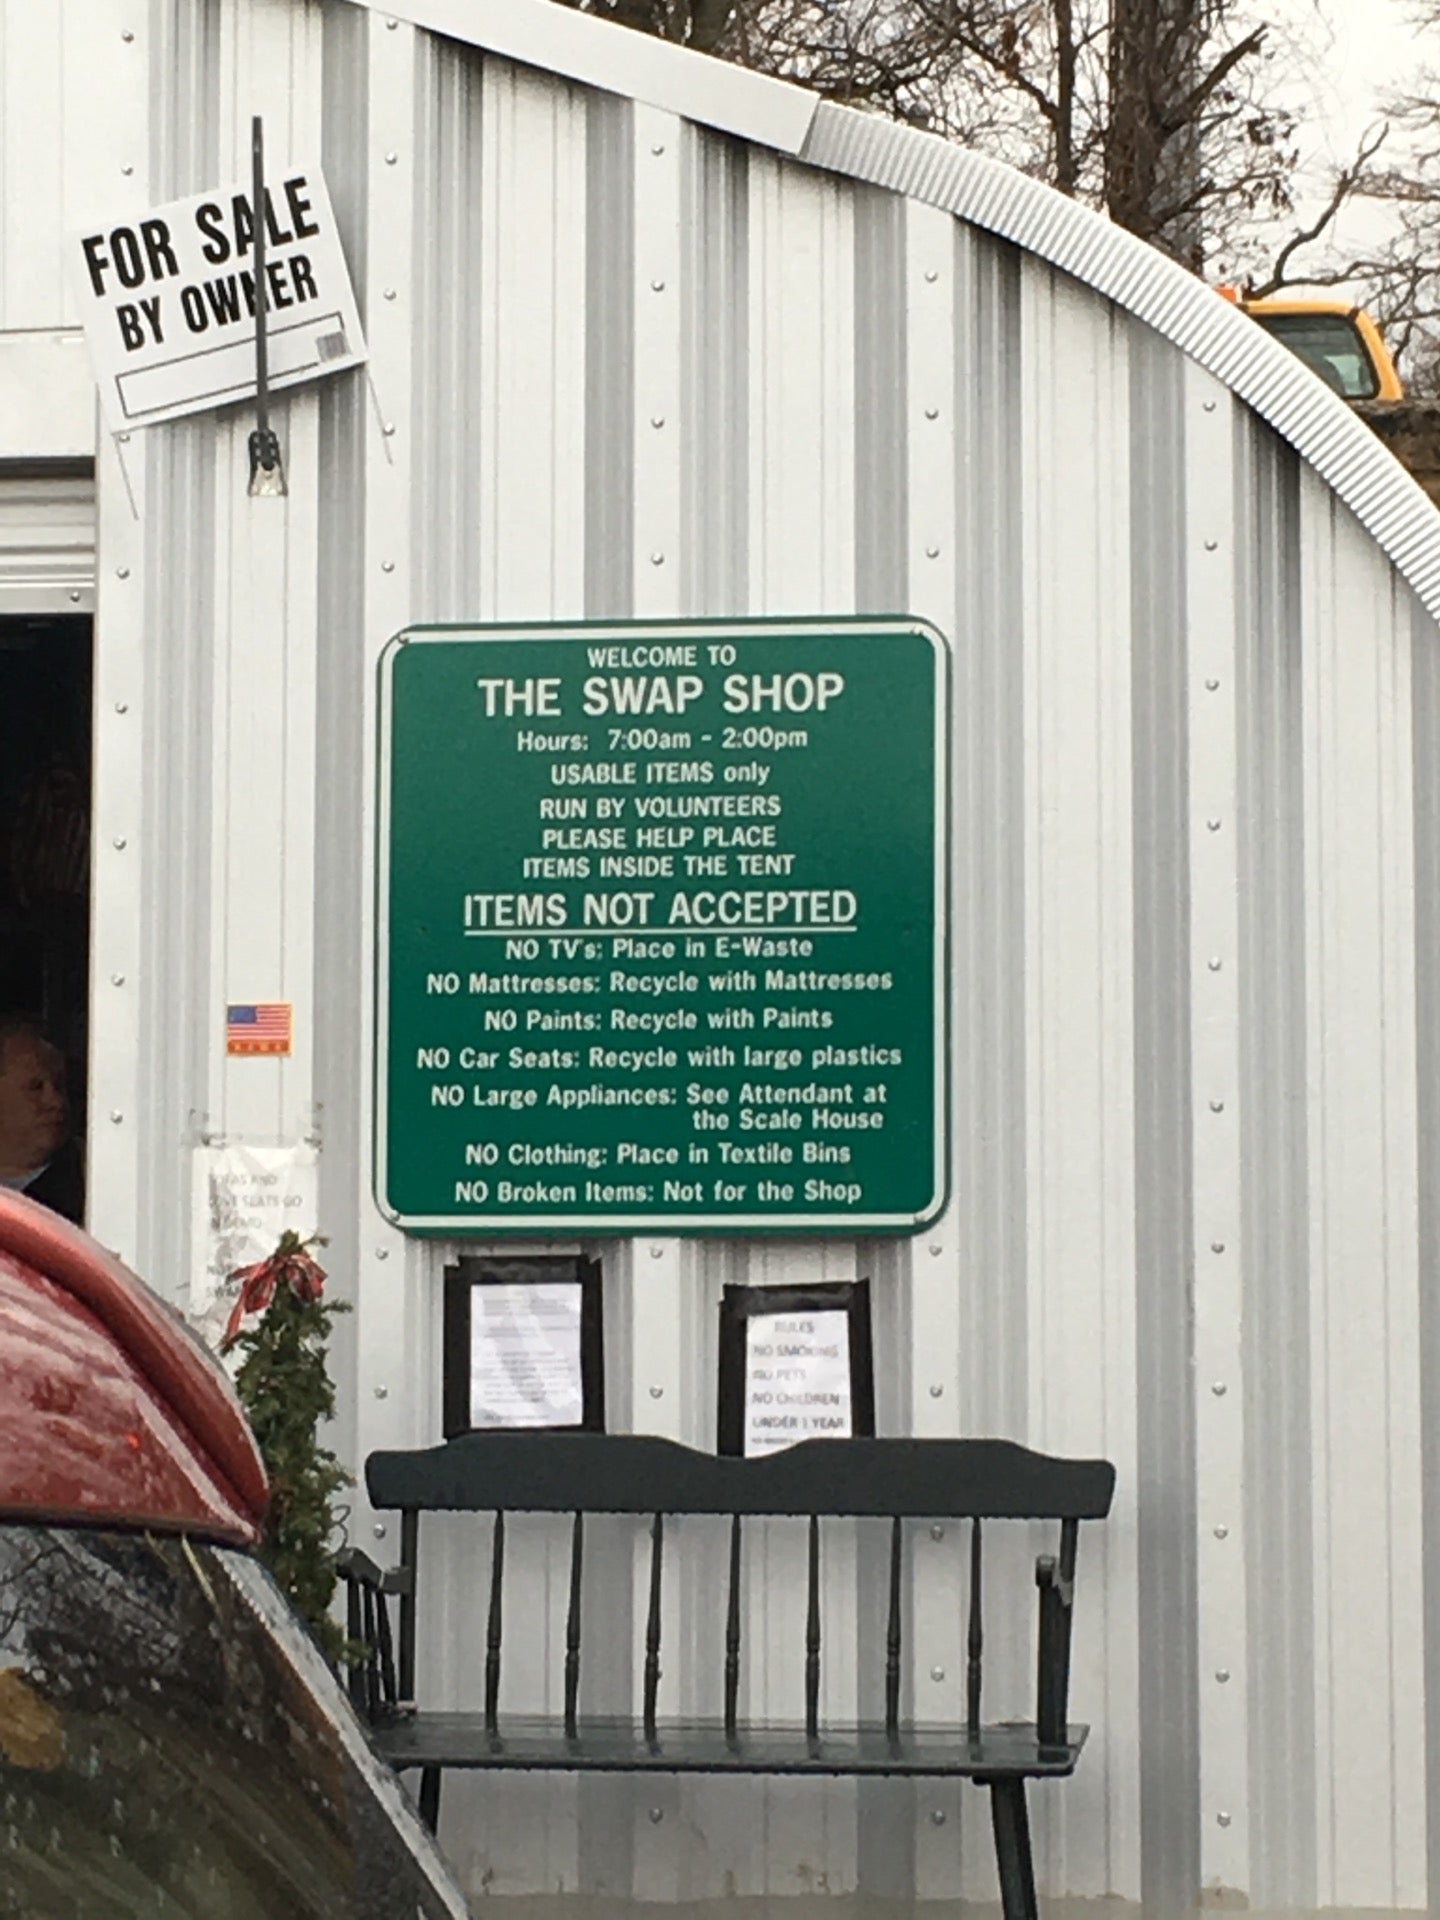 FOR SALE
BY OWNER
WELCOME TO
THE SWAP SHOP
Hours: 7:00am - 2:00pm
USABLE ITEMS only
RUN BY VOLUNTEERS
PLEASE HELP PLACE
ITEMS INSIDE THE TENT
ITEMS NOT ACCEPTED
NO TV's: Place in E-Waste
NO Mattresses: Recycle with Mattresses
NO Paints: Recycle with Paints
NO Car Seats: Recycle with large plastics
NO Large Appliances: See Attendant at
the Scale House
NO Clothing: Place in Textile Bins
NO Broken Items: Not for the Shop
SEATS GO
RULES
NO SMOKING
NO PETS
NO CHILDREN
UNDER 1 YEAR